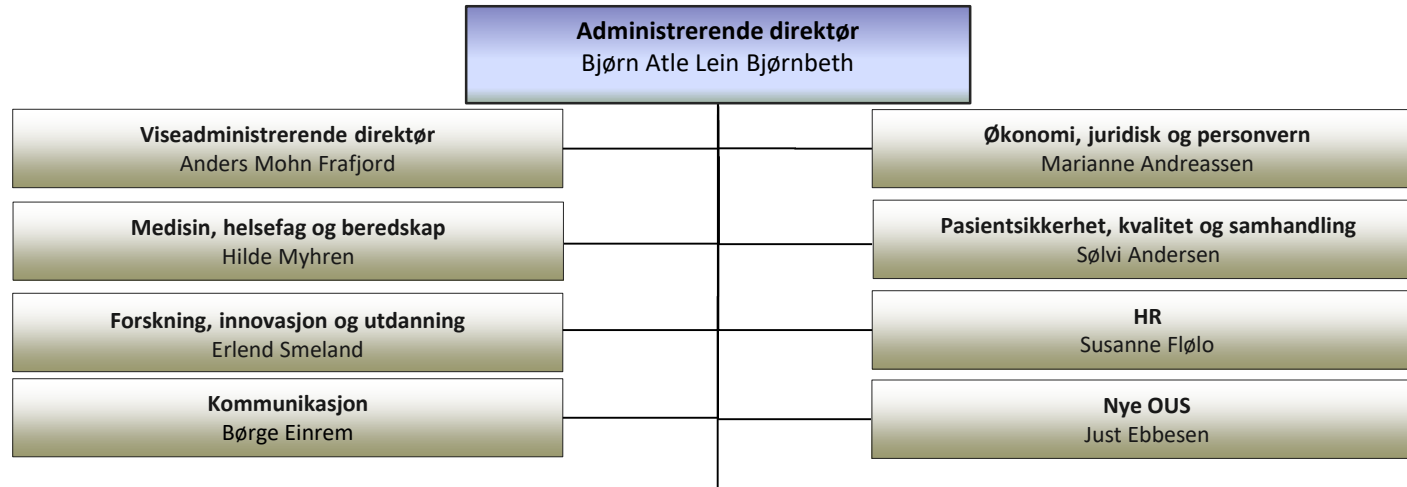 Administrerende direktør
Bjørn Atle Lein Bjørnbeth
Viseadministrerende direktør
Anders Mohn Frafjord
Økonomi, juridisk og personvern
Marianne Andreassen
Medisin, helsefag og beredskap
Hilde Myhren
Pasientsikkerhet, kvalitet og samhandling
Sølvi Andersen
Forskning, innovasjon og utdanning
Erlend Smeland
HR
Susanne Flølo
Kommunikasjon
Børge Einrem
Nye OUS
Just Ebbesen